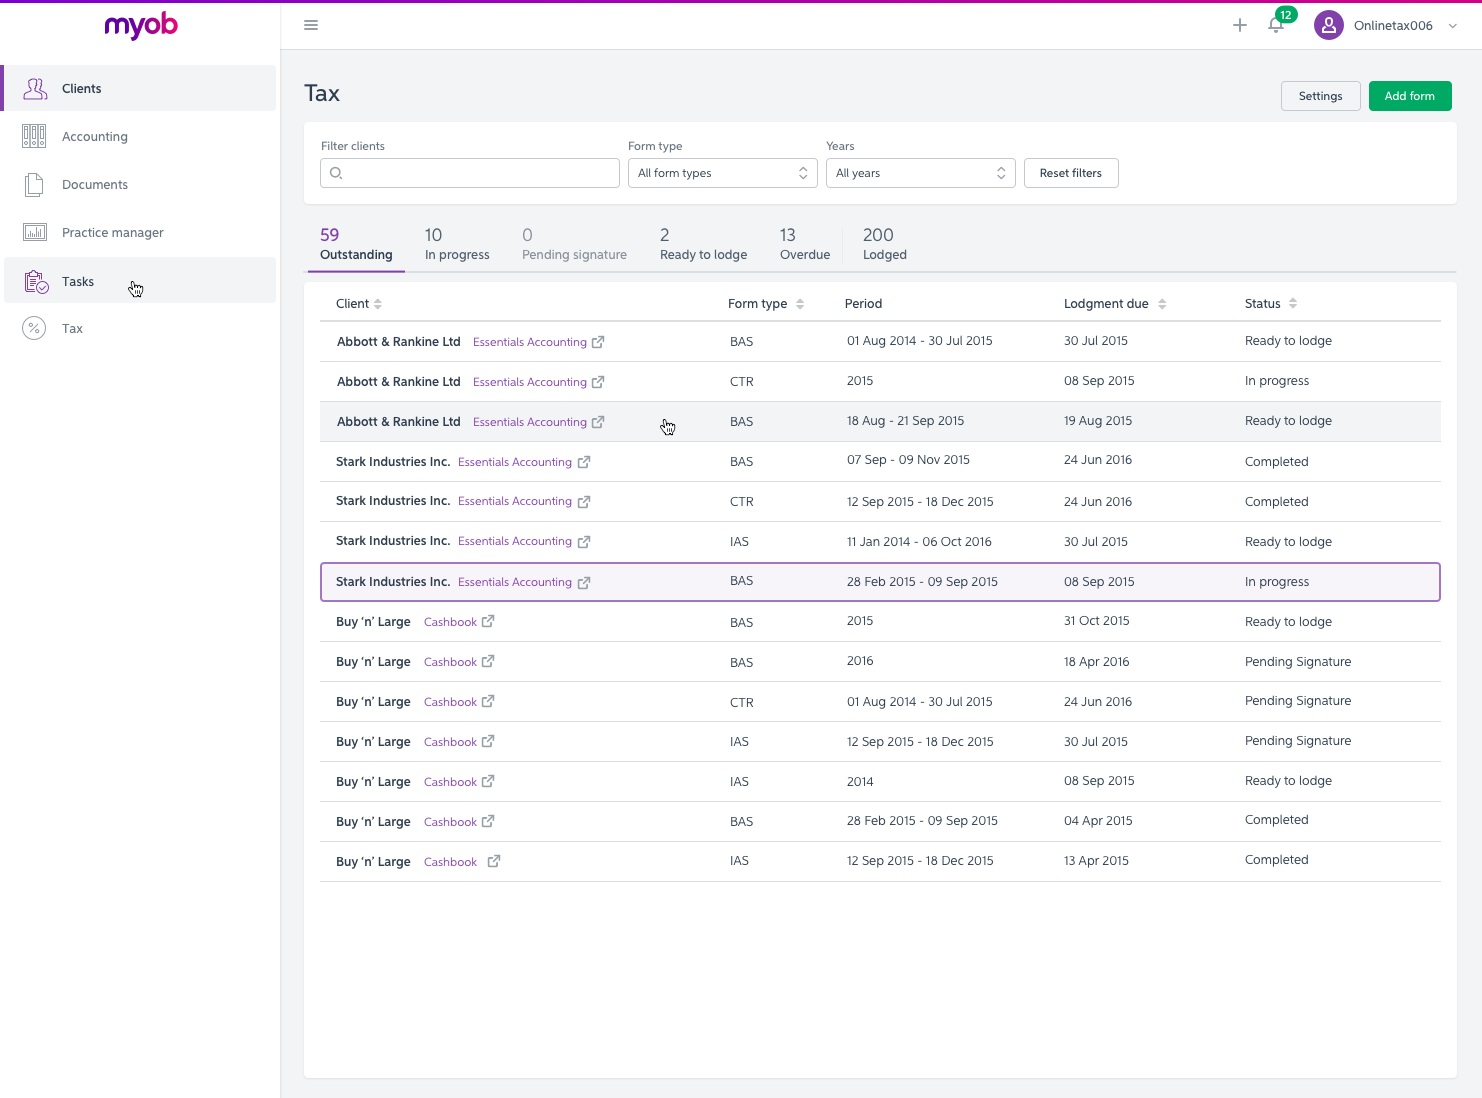 myob
12
Onlinetax006
Clients
Accounting
Documents
Practice manager
Tasks
Tax
Tax
Settings
Add form
Filter clients
Form type
Years
All form types
All years
Reset filters
59 10 0 2 13 200
Outstanding In progress Pending signature Ready to lodge Overdue Lodged
Client Form type Period Lodgment due Status
Abbott & Rankine Ltd Essentials Accounting BAS 01 Aug 2014 - 30 Jul 2015 30 Jul 2015 Ready to lodge
Abbott & Rankine Ltd Essentials Accounting CTR 2015 08 Sep 2015 In progress
Abbott & Rankine Ltd Essentials Accounting BAS 18 Aug - 21 Sep 2015 19 Aug 2015 Ready to lodge
Stark Industries Inc. Essentials Accounting BAS 07 Sep - 09 Nov 2015 24 Jun 2016 Completed
Stark Industries Inc. Essentials Accounting CTR 12 Sep 2015 - 18 Dec 2015 24 Jun 2016 Completed
Stark Industries Inc. Essentials Accounting IAS 11 Jan 2014 - 06 Oct 2016 30 Jul 2015 Ready to lodge
Stark Industries Inc. Essentials Accounting BAS 28 Feb 2015 - 09 Sep 2015 08 Sep 2015 In progress
Buy ‘n’ Large Cashbook BAS 2015 31 Oct 2015 Ready to lodge
Buy ‘n’ Large Cashbook BAS 2016 18 Apr 2016 Pending Signature
Buy ‘n’ Large Cashbook CTR 01 Aug 2014 - 30 Jul 2015 24 Jun 2016 Pending Signature
Buy ‘n’ Large Cashbook IAS 12 Sep 2015 - 18 Dec 2015 30 Jul 2015 Pending Signature
Buy ‘n’ Large Cashbook IAS 2014 08 Sep 2015 Ready to lodge
Buy ‘n’ Large Cashbook BAS 28 Feb 2015 - 09 Sep 2015 04 Apr 2015 Completed
Buy ‘n’ Large Cashbook IAS 12 Sep 2015 - 18 Dec 2015 13 Apr 2015 Completed